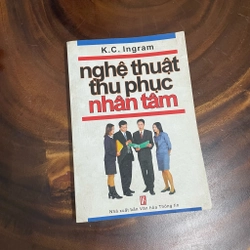 K.C. Ingram
nghệ thuật
thu phục
nhân tâm
Nhà xuất bản Văn hóa Thông tin